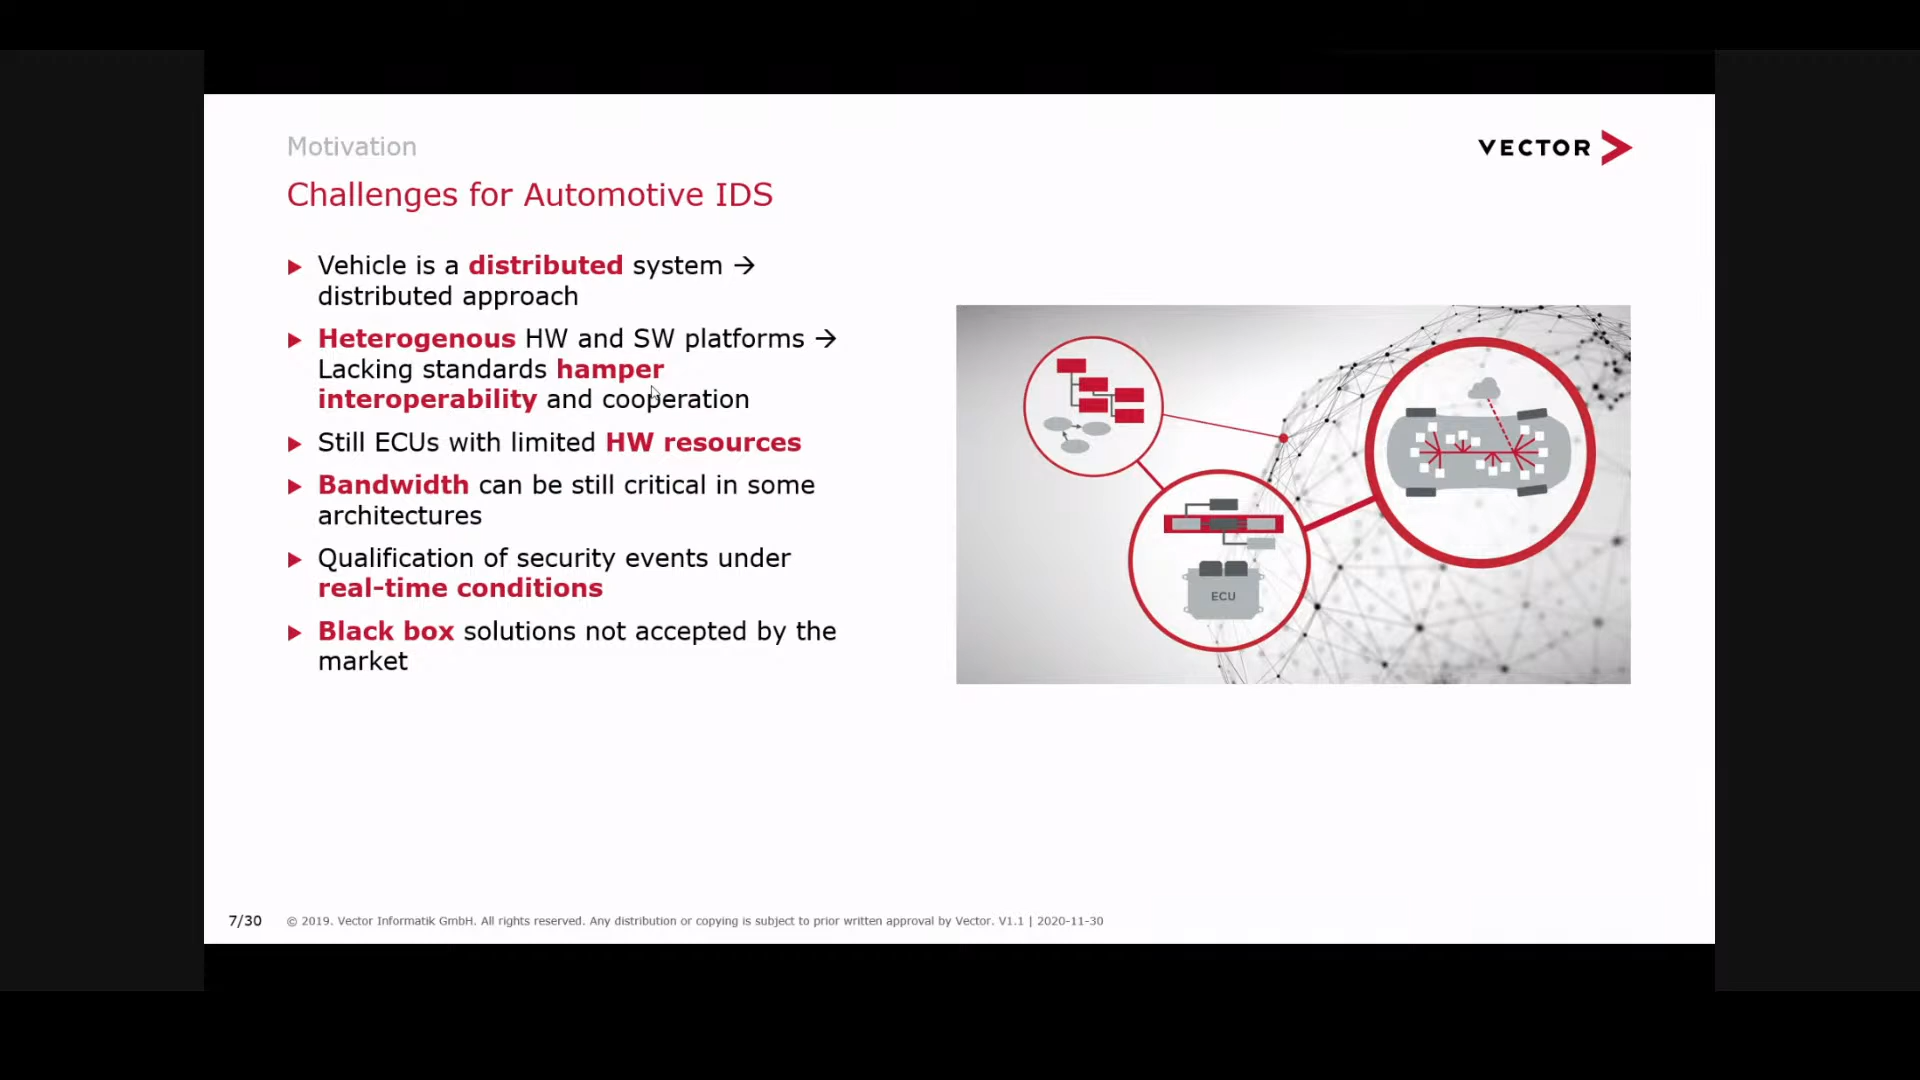 Motivation
VECTOR
Challenges for Automotive IDS
Vehicle is a distributed system →
distributed approach
Heterogenous HW and SW platforms →
Lacking standards hamper
interoperability and cooperation
Still ECUs with limited HW resources
Bandwidth can be still critical in some
architectures
Qualification of security events under
real-time conditions
Black box solutions not accepted by the
market
ECU
7/30 © 2019. Vector Informatik GmbH. All rights reserved. Any distribution or copying is subject to prior written approval by Vector. V1.1 | 2020-11-30